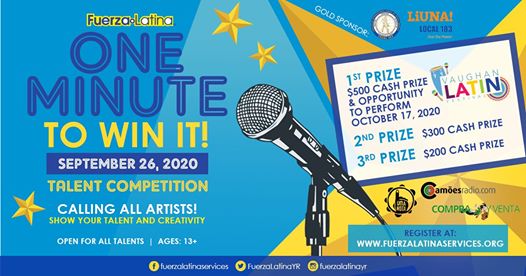 Fuerza Latina
ONE
MINUTE
TO WIN IT!
SEPTEMBER 26, 2020
TALENT COMPETITION
CALLING ALL ARTISTS!
SHOW YOUR TALENT AND CREATIVITY
OPEN FOR ALL TALENTS | AGES: 13+
GOLD SPONSOR:
LiUNA!
LOCAL 183
1ST PRIZE
$500 CASH PRIZE
& OPPORTUNITY
TO PERFORM
OCTOBER 17, 2020
VAUGHAN
LATIN
2ND PRIZE $300 CASH PRIZE
3RD PRIZE $200 CASH PRIZE
Camõesradio.com
COMPRA Y VENTA
REGISTER AT:
WWW.FUERZALATINASERVICES.ORG
fuerzalatinaservices
FuerzaLatinaYR
fuerzalatinayr